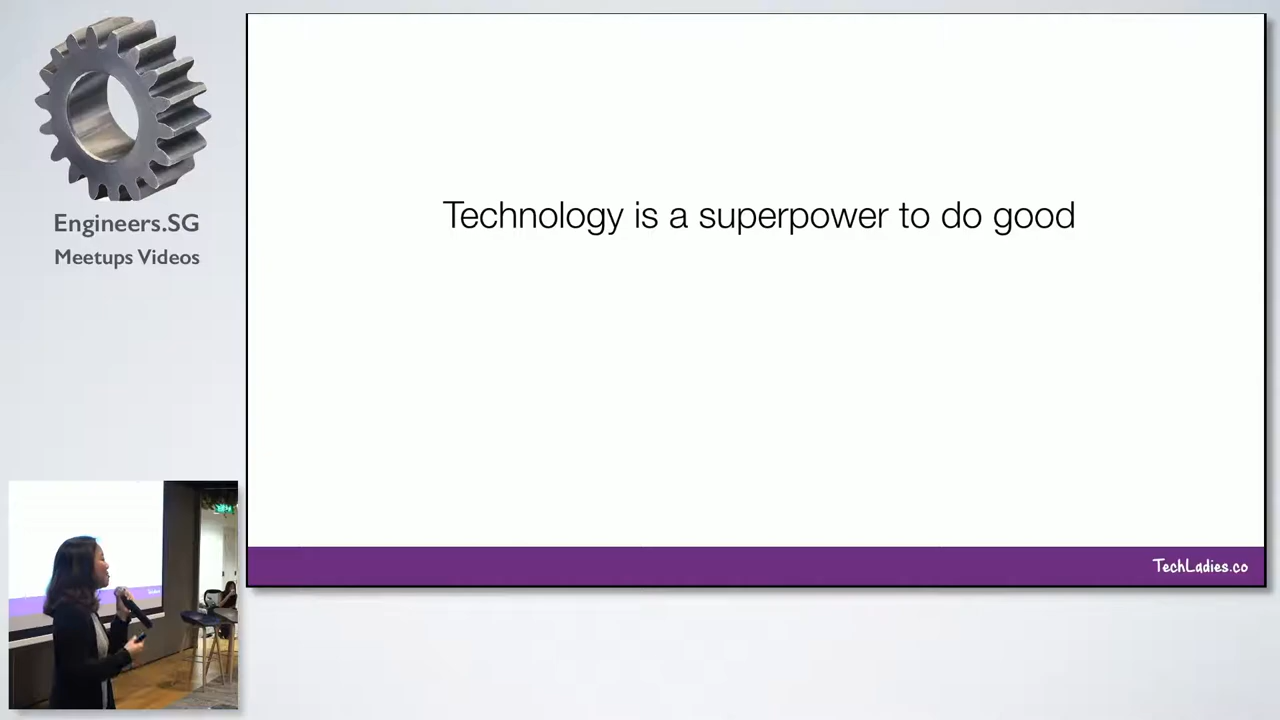 Engineers.SG
Meetups Videos
Technology is a superpower to do good
TechLadies.co